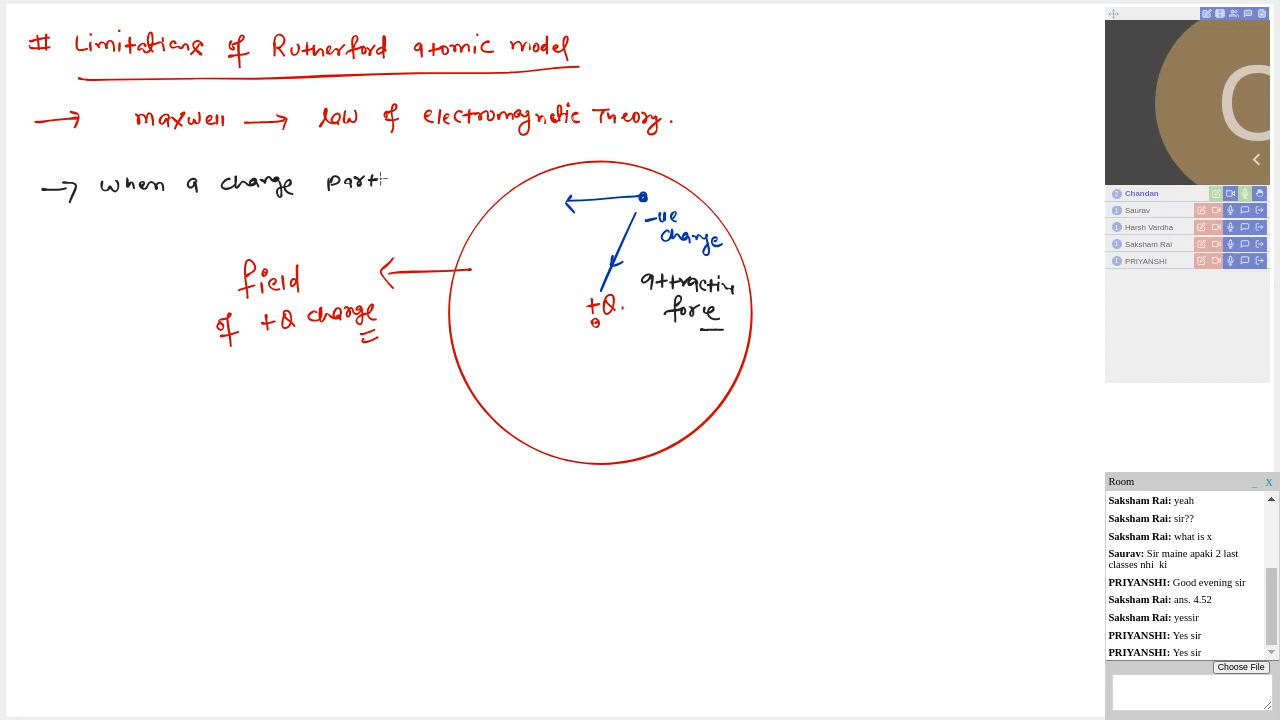 # Limitations of Rutherford atomic model
→ maxwell → law of electromagnetic Theory.
→ when a charge parti
-ve
charge
attractive
force
+Q.
field
of +Q charge
C
Chandan
Saurav
Harsh Vardha
Saksham Rai
PRIYANSHI
Room _ X
Saksham Rai: yeah
Saksham Rai: sir??
Saksham Rai: what is x
Saurav: Sir maine apaki 2 last
classes nhi ki
PRIYANSHI: Good evening sir
Saksham Rai: ans. 4.52
Saksham Rai: yessir
PRIYANSHI: Yes sir
PRIYANSHI: Yes sir
Choose File